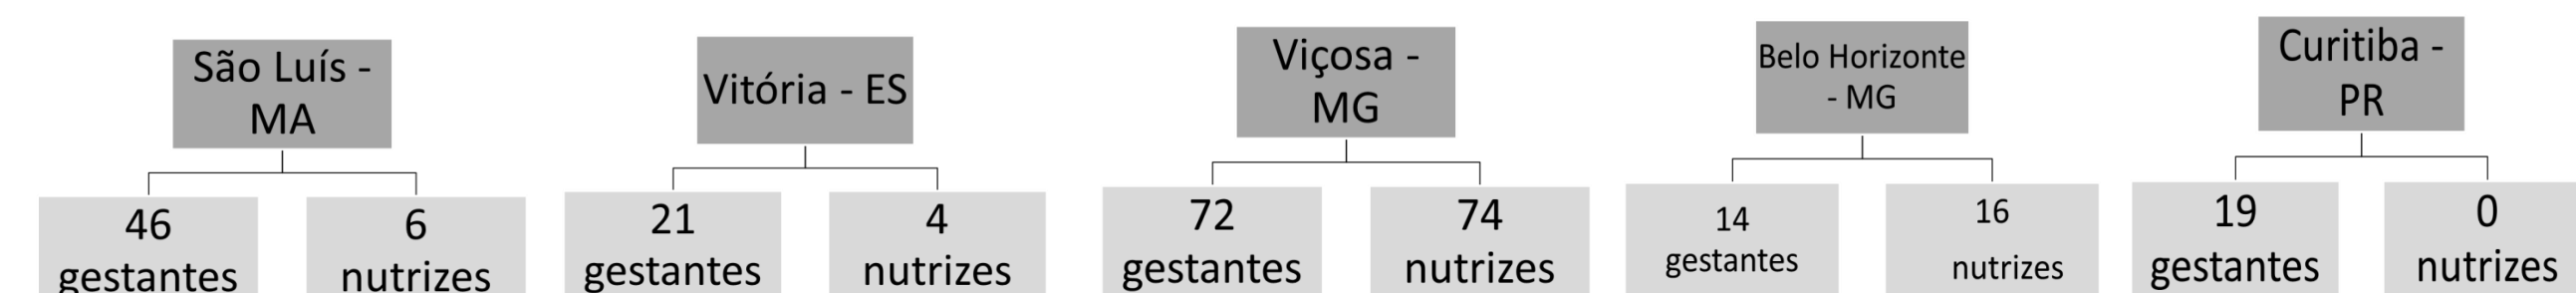 São Luís -
MA
46
gestantes
6
nutrizes
Vitória - ES
21
gestantes
4
nutrizes
Viçosa -
MG
72
gestantes
74
nutrizes
Belo Horizonte
- MG
14
gestantes
16
nutrizes
Curitiba -
PR
19
gestantes
0
nutrizes